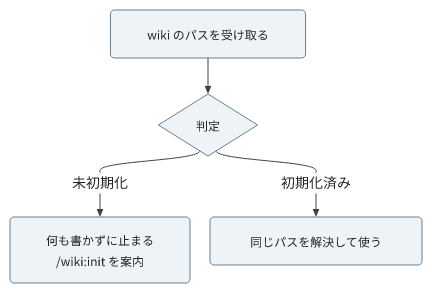 wiki のパスを受け取る
判定
未初期化
初期化済み
何も書かずに止まる
/wiki:init を案内
同じパスを解決して使う